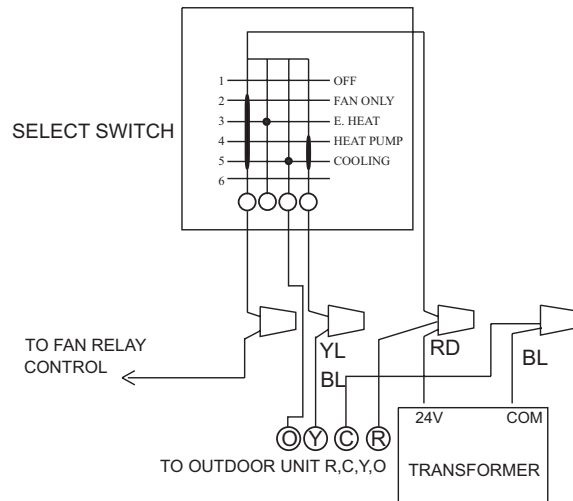 1 OFF
2 FAN ONLY
SELECT SWITCH 3 E. HEAT
4 HEAT PUMP
5 COOLING
6
TO FAN RELAY
CONTROL
YL
RD
BL
BL
24V COM
O Y C R
TO OUTDOOR UNIT R,C,Y,O
TRANSFORMER